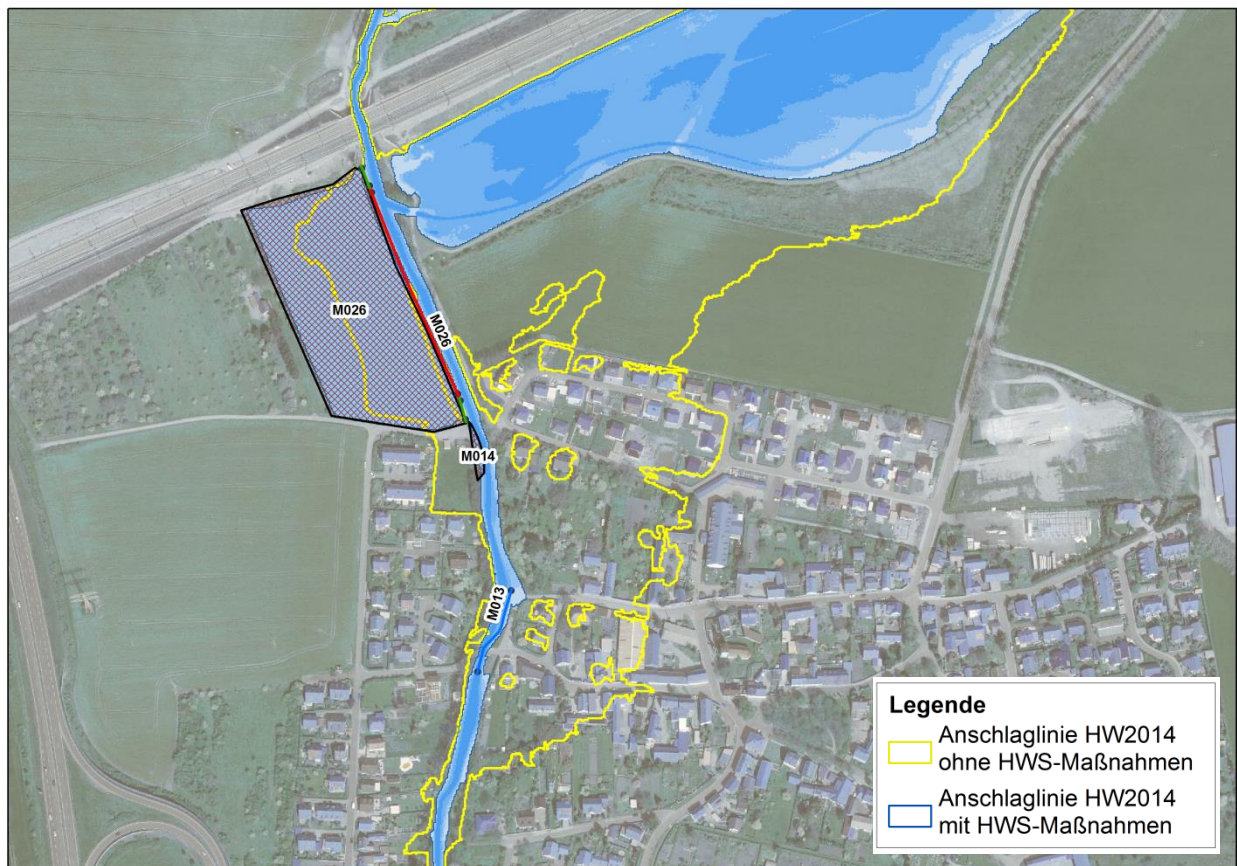 M026
M026
M014
M013
Legende
Anschlaglinie HW2014
ohne HWS-Maßnahmen
Anschlaglinie HW2014
mit HWS-Maßnahmen